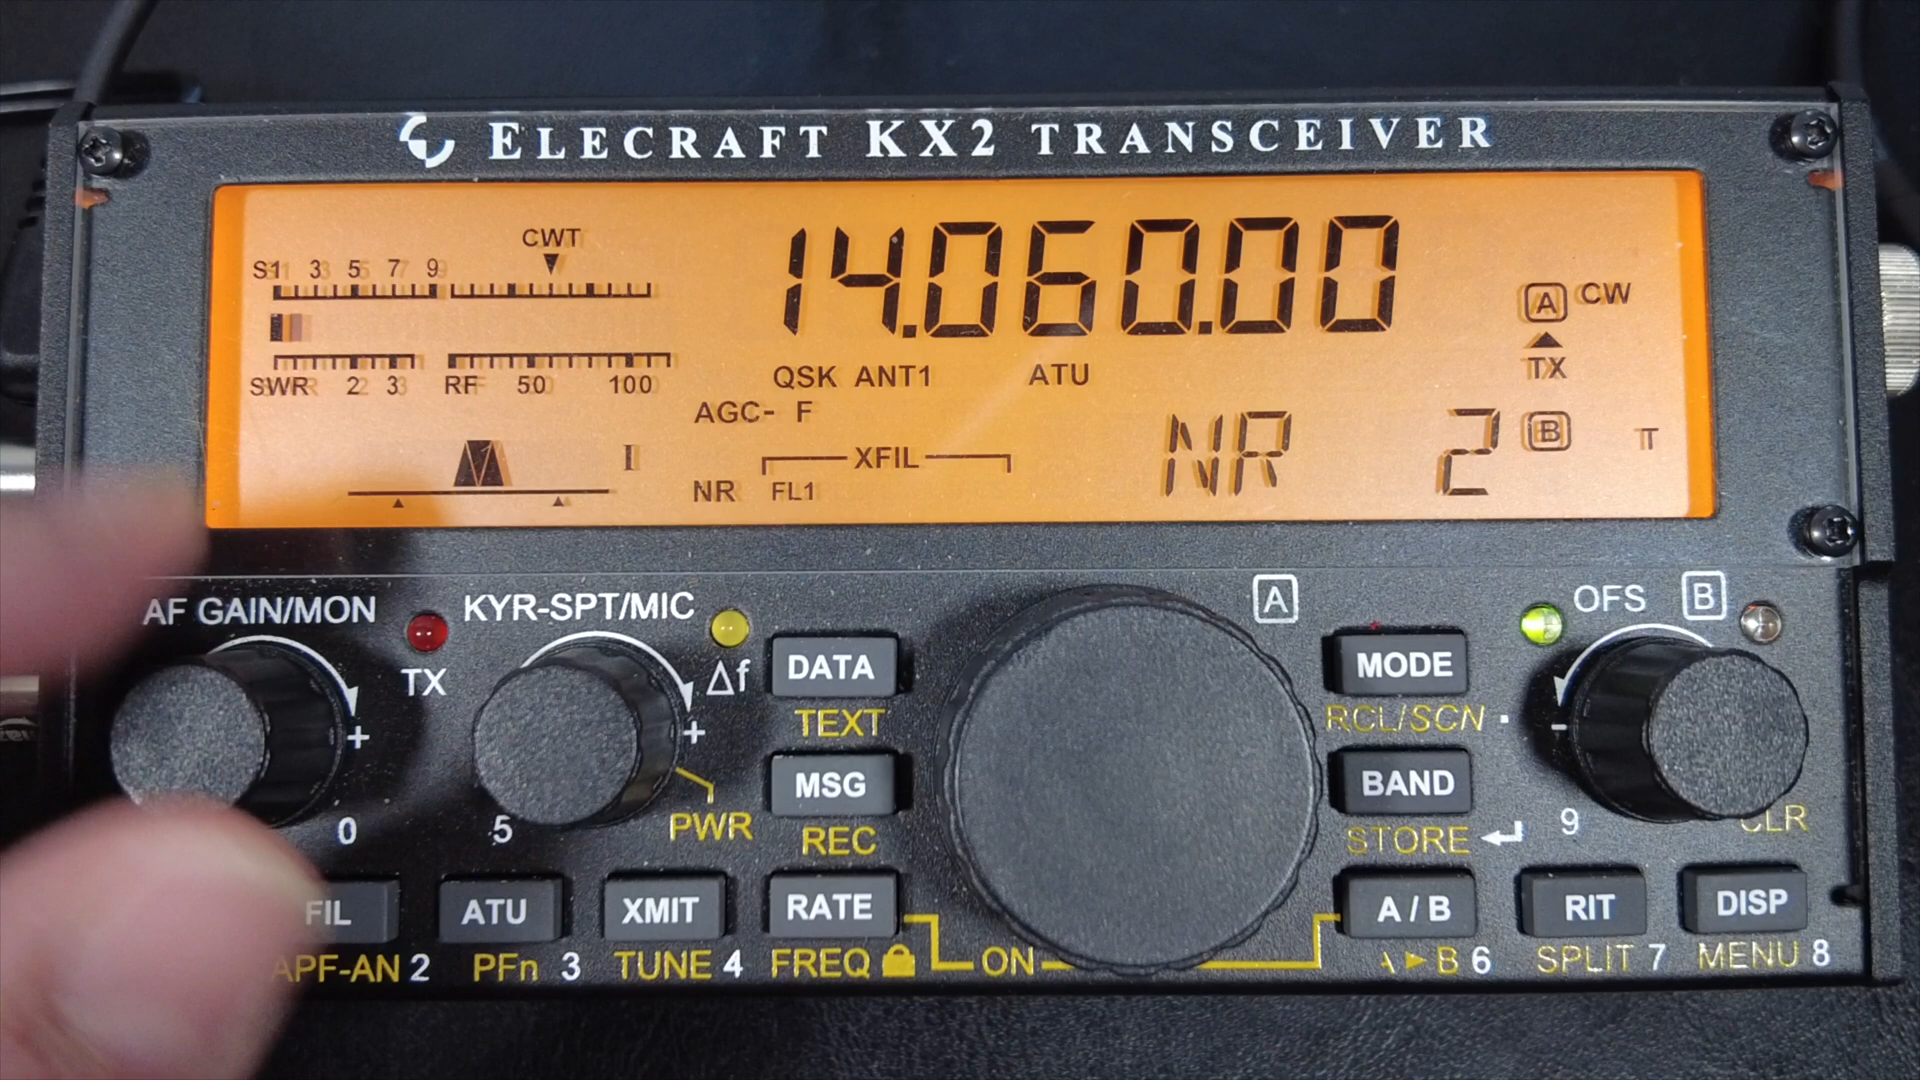 ELECRAFT KX2 TRANSCEIVER
CWT
S1 3 5 7 9
14.060.00
A CW
TX
SWR 2 3 RF 50 100
QSK ANT1 ATU
AGC- F
NR 2
B T
I
XFIL
NR FL1
AF GAIN/MON
TX
KYR-SPT/MIC
Δf
A
OFS B
DATA
TEXT
MODE
RCL/SCN .
+
+
-
MSG
REC
BAND
STORE
0
5
PWR
9
CLR
FIL
ATU
XMIT
RATE
A / B
RIT
DISP
APF-AN 2
PFn 3
TUNE 4
FREQ
ON
B 6
SPLIT 7
MENU 8